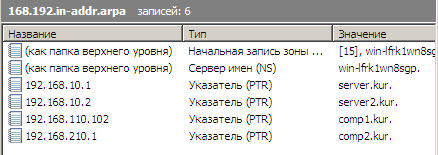 168.192.in-addr.arpa записей: 6
Название Тип Значение
(как папка верхнего уровня) Начальная запись зоны ... [15], win-lfrk1wn8sgp.
(как папка верхнего уровня) Сервер имен (NS) win-lfrk1wn8sgp.
192.168.10.1 Указатель (PTR) server.kur.
192.168.10.2 Указатель (PTR) server2.kur.
192.168.110.102 Указатель (PTR) comp1.kur.
192.168.210.1 Указатель (PTR) comp2.kur.